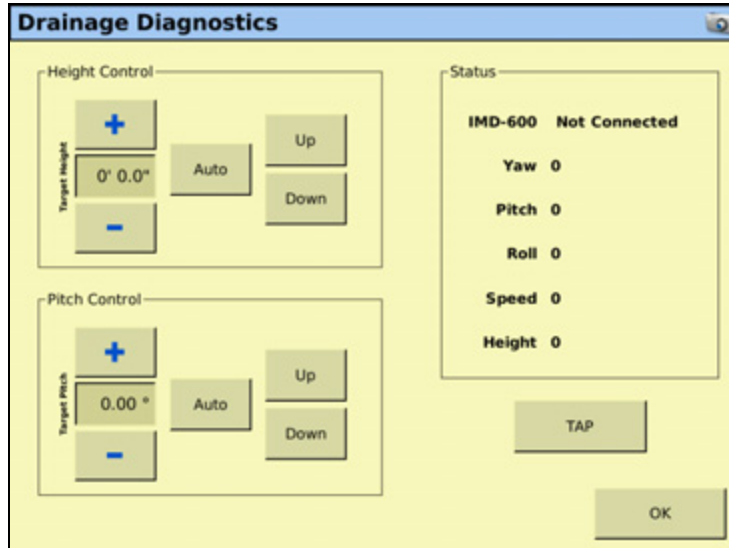 Drainage Diagnostics
Height Control
+
Target Height
0' 0.0"
-
Auto
Up
Down
Pitch Control
+
Target Pitch
0.00 °
-
Auto
Up
Down
Status
IMD-600 Not Connected
Yaw 0
Pitch 0
Roll 0
Speed 0
Height 0
TAP
OK